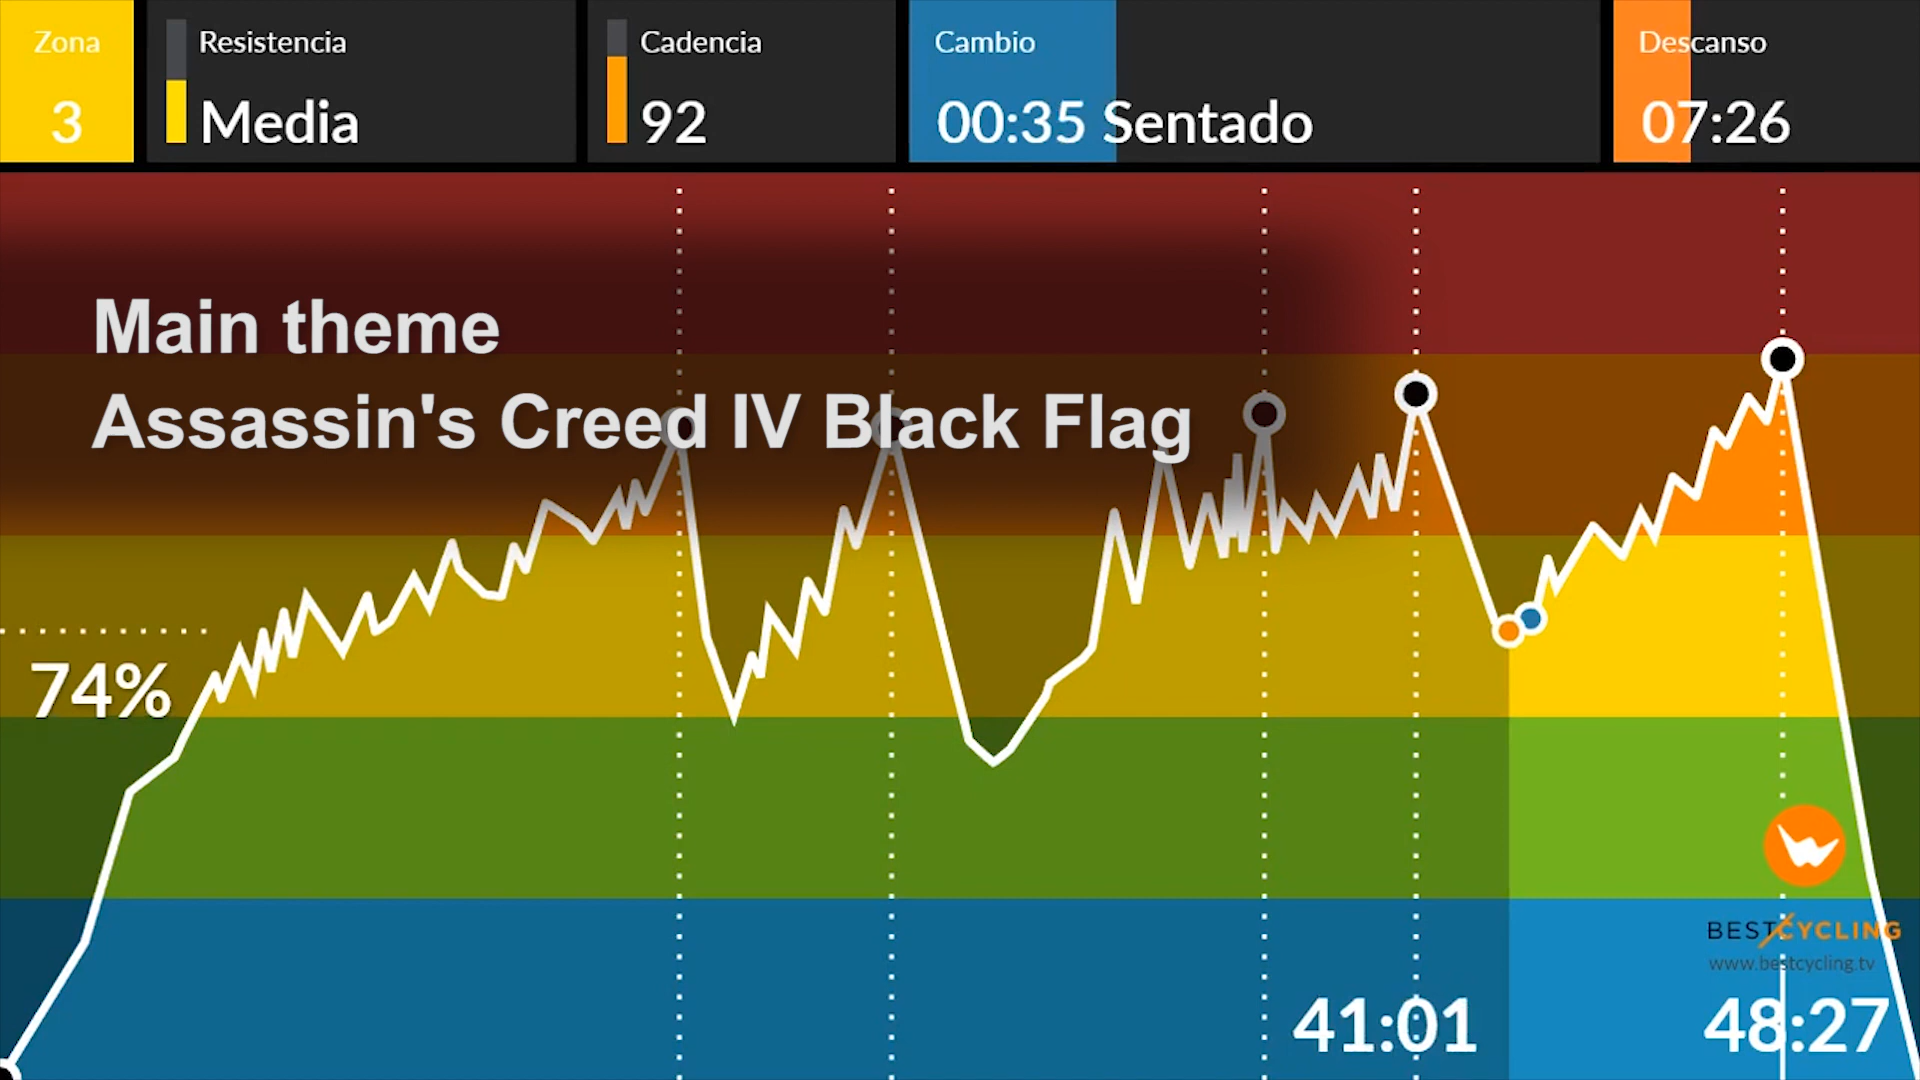 Zona
3
Resistencia
Media
Cadencia
92
Cambio
00:35 Sentado
Descanso
07:26
Main theme
Assassin's Creed IV Black Flag
74%
BESTCYCLING
www.bestcycling.tv
41:01
48:27